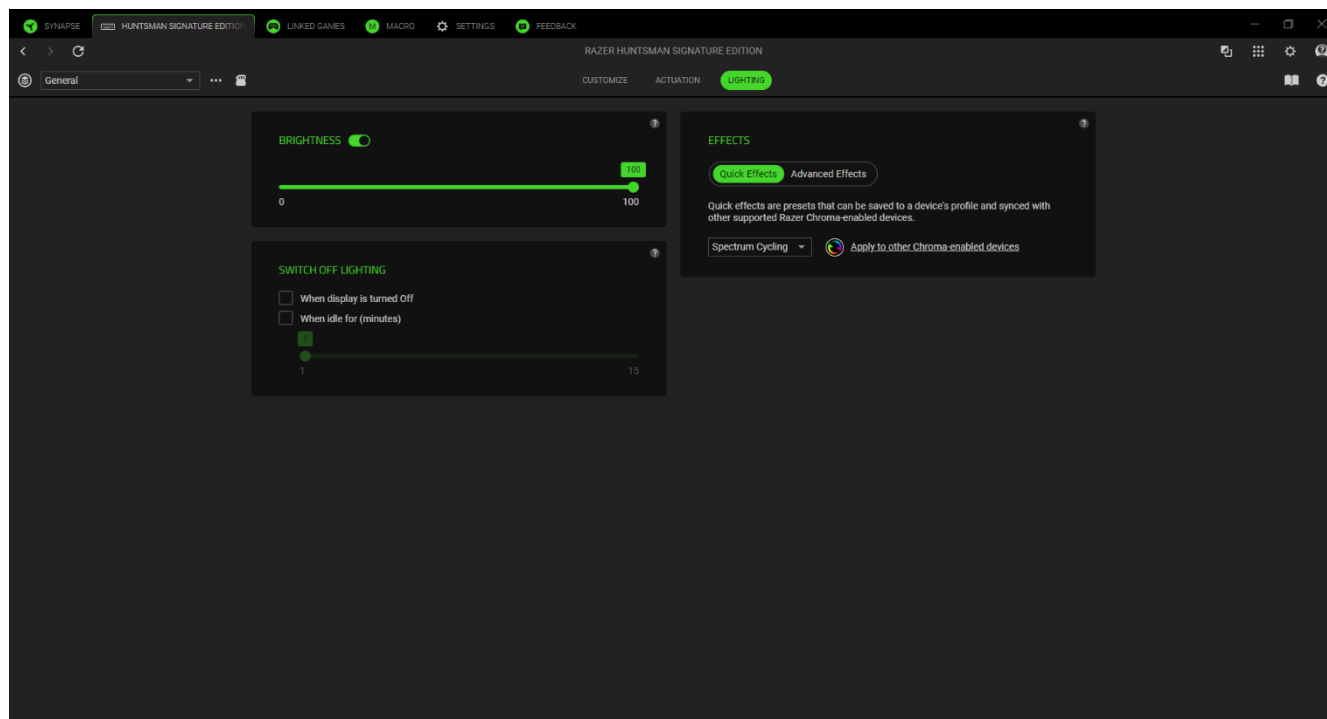 SYNAPSE
HUNTSMAN SIGNATURE EDITION
LINKED GAMES
M MACRO
SETTINGS
FEEDBACK
RAZER HUNTSMAN SIGNATURE EDITION
General
CUSTOMIZE
ACTUATION
LIGHTING
BRIGHTNESS
100
0
100
SWITCH OFF LIGHTING
When display is turned Off
When idle for (minutes)
1
1
15
EFFECTS
Quick Effects
Advanced Effects
Quick effects are presets that can be saved to a device's profile and synced with
other supported Razer Chroma-enabled devices.
Spectrum Cycling
Apply to other Chroma-enabled devices